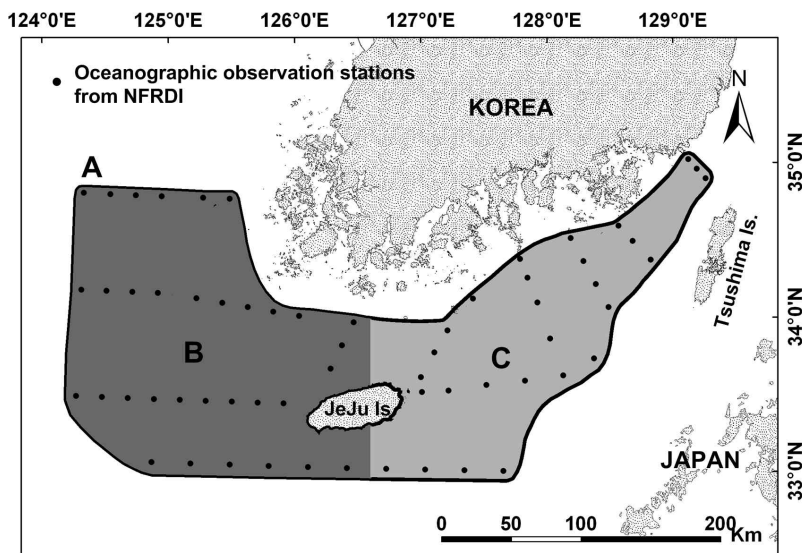 124°0'E 125°0'E 126°0'E 127°0'E 128°0'E 129°0'E
Oceanographic observation stations
from NFRDI
N
KOREA
35°0'N
A
Tsushima Is.
34°0'N
B
C
JeJu Is
JAPAN
33°0'N
0 50 100 200
Km